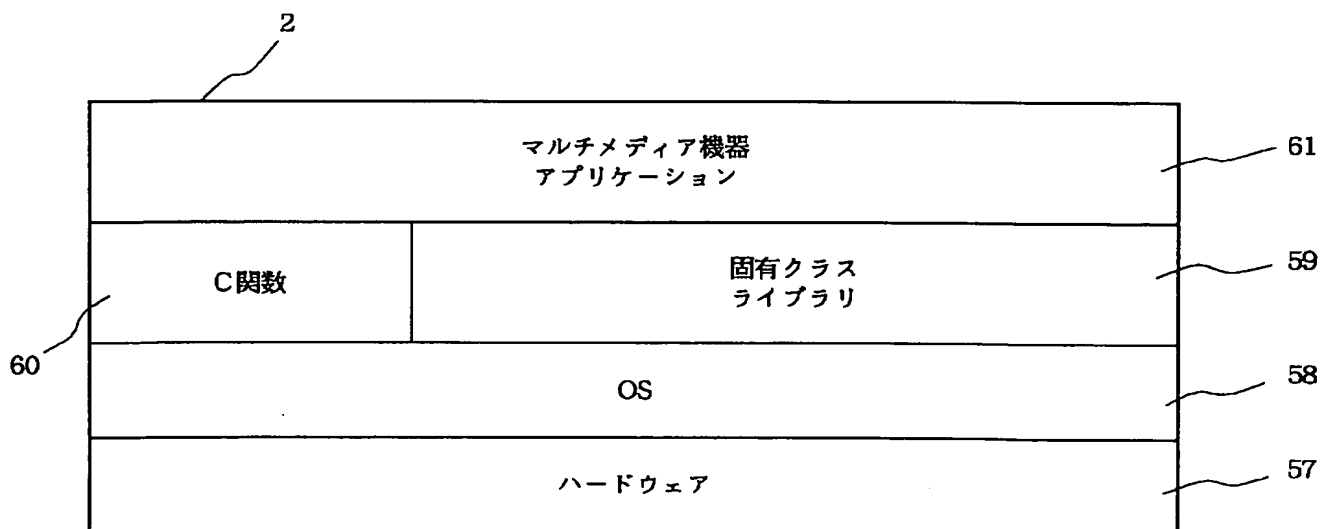 2
マルチメディア機器
アプリケーション
61
C関数
固有クラス
ライブラリ
59
60
OS
58
ハードウェア
57